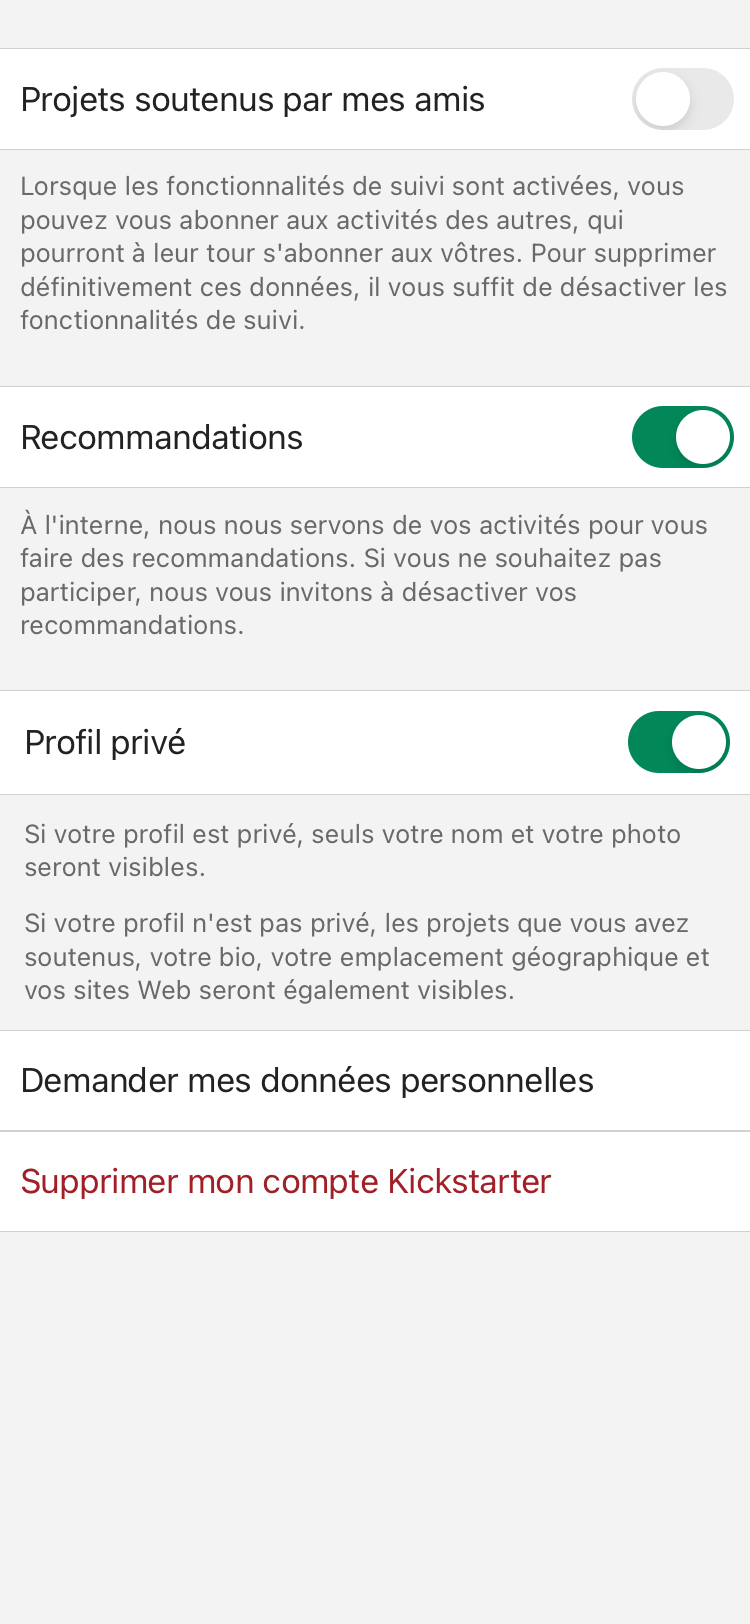 Projets soutenus par mes amis
Lorsque les fonctionnalités de suivi sont activées, vous
pouvez vous abonner aux activités des autres, qui
pourront à leur tour s'abonner aux vôtres. Pour supprimer
définitivement ces données, il vous suffit de désactiver les
fonctionnalités de suivi.
Recommandations
À l'interne, nous nous servons de vos activités pour vous
faire des recommandations. Si vous ne souhaitez pas
participer, nous vous invitons à désactiver vos
recommandations.
Profil privé
Si votre profil est privé, seuls votre nom et votre photo
seront visibles.
Si votre profil n'est pas privé, les projets que vous avez
soutenus, votre bio, votre emplacement géographique et
vos sites Web seront également visibles.
Demander mes données personnelles
Supprimer mon compte Kickstarter